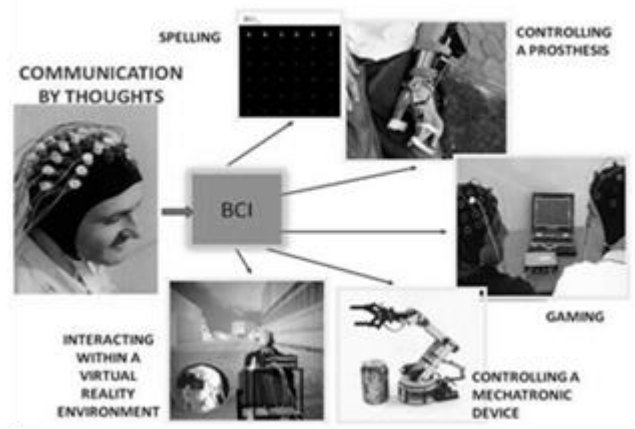 SPELLING
CONTROLLING
A PROSTHESIS
COMMUNICATION
BY THOUGHTS
BCI
GAMING
INTERACTING
WITHIN A
VIRTUAL
REALITY
ENVIRONMENT
CONTROLLING A
MECHATRONIC
DEVICE